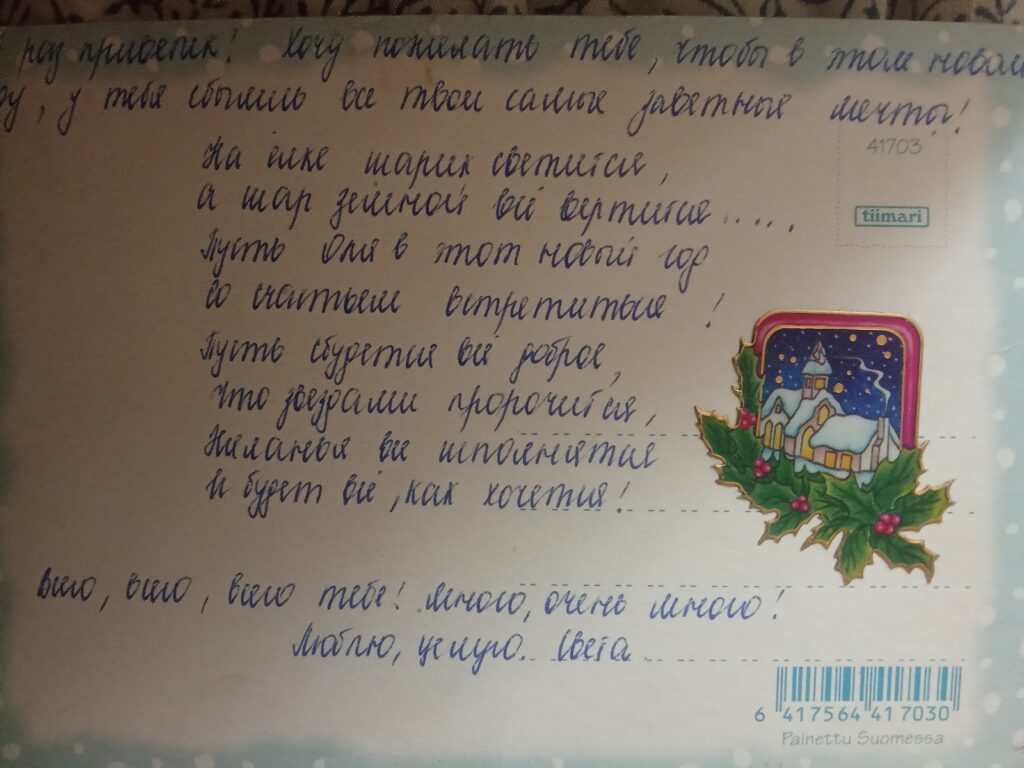 раз приветик! Хочу пожелать тебе, чтобы в этом новом
ду, у тебя сбылись все твои самые заветные мечты!
41703
tiimari
На ёлке шарик светится,
а шар земной всё вертится.....
Пусть Оля в этот новый год
со счастьем встретиться!
Пусть сбудется всё доброе,
Что звездами пророчится,
Желанья все исполнятся
И будет всё, как хочется!
Всего, всего, всего тебе! Много, очень много!
Люблю, целую. Света
6 417564 417030
Painettu Suomessa